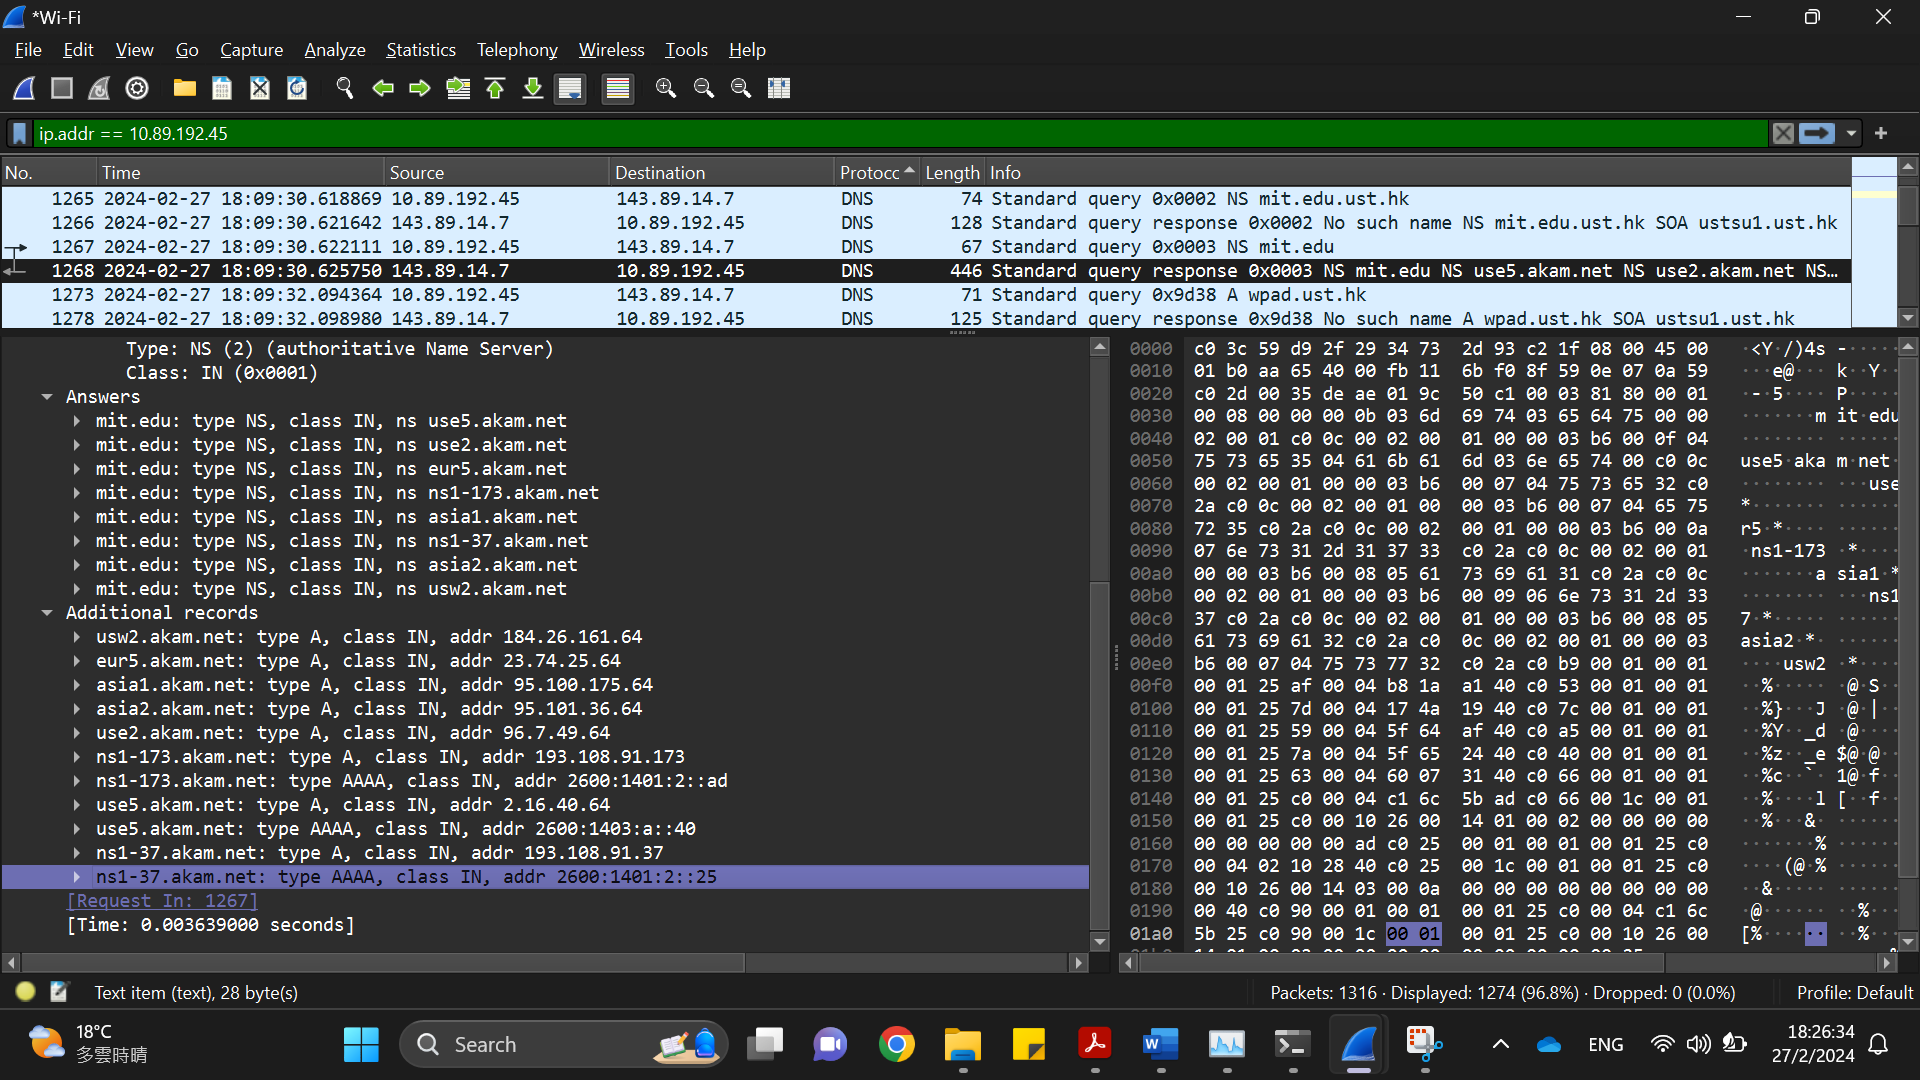 *Wi-Fi
File Edit View Go Capture Analyze Statistics Telephony Wireless Tools Help
ip.addr == 10.89.192.45
No. Time Source Destination Protocc Length Info
1265 2024-02-27 18:09:30.618869 10.89.192.45 143.89.14.7 DNS 74 Standard query 0x0002 NS mit.edu.ust.hk
1266 2024-02-27 18:09:30.621642 143.89.14.7 10.89.192.45 DNS 128 Standard query response 0x0002 No such name NS mit.edu.ust.hk SOA ustsu1.ust.hk
1267 2024-02-27 18:09:30.622111 10.89.192.45 143.89.14.7 DNS 67 Standard query 0x0003 NS mit.edu
1268 2024-02-27 18:09:30.625750 143.89.14.7 10.89.192.45 DNS 446 Standard query response 0x0003 NS mit.edu NS use5.akam.net NS use2.akam.net NS…
1273 2024-02-27 18:09:32.094364 10.89.192.45 143.89.14.7 DNS 71 Standard query 0x9d38 A wpad.ust.hk
1278 2024-02-27 18:09:32.098980 143.89.14.7 10.89.192.45 DNS 125 Standard query response 0x9d38 No such name A wpad.ust.hk SOA ustsu1.ust.hk
Type: NS (2) (authoritative Name Server)
Class: IN (0x0001)
Answers
mit.edu: type NS, class IN, ns use5.akam.net
mit.edu: type NS, class IN, ns use2.akam.net
mit.edu: type NS, class IN, ns eur5.akam.net
mit.edu: type NS, class IN, ns ns1-173.akam.net
mit.edu: type NS, class IN, ns asia1.akam.net
mit.edu: type NS, class IN, ns ns1-37.akam.net
mit.edu: type NS, class IN, ns asia2.akam.net
mit.edu: type NS, class IN, ns usw2.akam.net
Additional records
usw2.akam.net: type A, class IN, addr 184.26.161.64
eur5.akam.net: type A, class IN, addr 23.74.25.64
asia1.akam.net: type A, class IN, addr 95.100.175.64
asia2.akam.net: type A, class IN, addr 95.101.36.64
use2.akam.net: type A, class IN, addr 96.7.49.64
ns1-173.akam.net: type A, class IN, addr 193.108.91.173
ns1-173.akam.net: type AAAA, class IN, addr 2600:1401:2::ad
use5.akam.net: type A, class IN, addr 2.16.40.64
use5.akam.net: type AAAA, class IN, addr 2600:1403:a::40
ns1-37.akam.net: type A, class IN, addr 193.108.91.37
ns1-37.akam.net: type AAAA, class IN, addr 2600:1401:2::25
[Request In: 1267]
[Time: 0.003639000 seconds]
0000 c0 3c 59 d9 2f 29 34 73 2d 93 c2 1f 08 00 45 00 ·<Y·/)4s -·····
0010 01 b0 aa 65 40 00 fb 11 6b f0 8f 59 0e 07 0a 59 ···e@··· k··Y···
0020 c0 2d 00 35 de ae 01 9c 50 c1 00 03 81 80 00 01 ·-·5···· P······
0030 00 08 00 00 00 0b 03 6d 69 74 03 65 64 75 00 00 ·······m it·edu
0040 02 00 01 c0 0c 00 02 00 01 00 00 03 b6 00 0f 04 ········ ·······
0050 75 73 65 35 04 61 6b 61 6d 03 6e 65 74 00 c0 0c use5·aka m·net·
0060 00 02 00 01 00 00 03 b6 00 07 04 75 73 65 32 c0 ········ ···use
0070 2a c0 0c 00 02 00 01 00 00 03 b6 00 07 04 65 75 *······· ·······
0080 72 35 c0 2a c0 0c 00 02 00 01 00 00 03 b6 00 0a r5·*···· ·······
0090 07 6e 73 31 2d 31 37 33 c0 2a c0 0c 00 02 00 01 ·ns1-173 ·*·····
00a0 00 00 03 b6 00 08 05 61 73 69 61 31 c0 2a c0 0c ·······a sia1·*
00b0 00 02 00 01 00 00 03 b6 00 09 06 6e 73 31 2d 33 ········ ···ns1
00c0 37 c0 2a c0 0c 00 02 00 01 00 00 03 b6 00 08 05 7·*····· ·······
00d0 61 73 69 61 32 c0 2a c0 0c 00 02 00 01 00 00 03 asia2·*· ·······
00e0 b6 00 07 04 75 73 77 32 c0 2a c0 b9 00 01 00 01 ····usw2 ·*·····
00f0 00 01 25 af 00 04 b8 1a a1 40 c0 53 00 01 00 01 ··%····· ·@·S···
0100 00 01 25 7d 00 04 17 4a 19 40 c0 7c 00 01 00 01 ··%}···J ·@·|···
0110 00 01 25 59 00 04 5f 64 af 40 c0 a5 00 01 00 01 ··%Y··_d ·@·····
0120 00 01 25 7a 00 04 5f 65 24 40 c0 40 00 01 00 01 ··%z··_e $@·@···
0130 00 01 25 63 00 04 60 07 31 40 c0 66 00 01 00 01 ··%c··`· 1@·f···
0140 00 01 25 c0 00 04 c1 6c 5b ad c0 66 00 1c 00 01 ··%····l [··f···
0150 00 01 25 c0 00 10 26 00 14 01 00 02 00 00 00 00 ··%···&· ·······
0160 00 00 00 00 00 ad c0 25 00 01 00 01 00 01 25 c0 ·······% ·······
0170 00 04 02 10 28 40 c0 25 00 1c 00 01 00 01 25 c0 ····(@·% ·······
0180 00 10 26 00 14 03 00 0a 00 00 00 00 00 00 00 00 ··&····· ·······
0190 00 40 c0 90 00 01 00 01 00 01 25 c0 00 04 c1 6c ·@······ ··%····
01a0 5b 25 c0 90 00 1c 00 01 00 01 25 c0 00 10 26 00 [%······ ··%····
Text item (text), 28 byte(s)
Packets: 1316 · Displayed: 1274 (96.8%) · Dropped: 0 (0.0%)
Profile: Default
18°C
多雲時晴
Search
ENG
18:26:34
27/2/2024